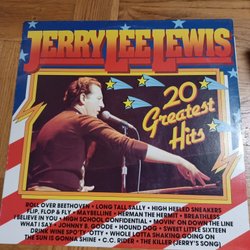 JERRY LEE LEWIS
20
Greatest
Hits
ROLL OVER BEETHOVEN • LONG TALL SALLY • HIGH HEELED SNEAKERS
FLIP, FLOP & FLY • MAYBELLINE • HERMAN THE HERMIT • BREATHLESS
I BELIEVE IN YOU • HIGH SCHOOL CONFIDENTIAL • MOVIN' ON DOWN THE LINE
WHAT I SAY • JOHNNY B. GOODE • HOUND DOG • SWEET LITTLE SIXTEEN
DRINK WINE • WHOLE LOTTA SHAKING GOING ON
THE SUN IS GONNA SHINE • C.C. RIDER • THE KILLER (JERRY'S SONG)